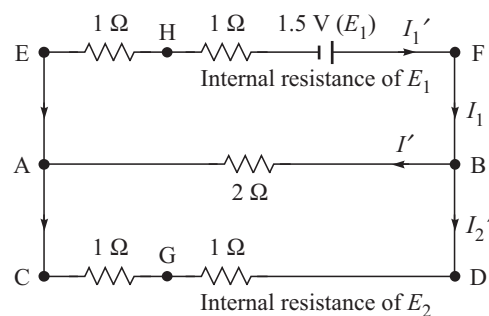 1 Ω 1 Ω 1.5 V (E₁) I₁′
E H F
Internal resistance of E₁
I₁
I′
A B
2 Ω
I₂′
1 Ω 1 Ω
G
C D
Internal resistance of E₂